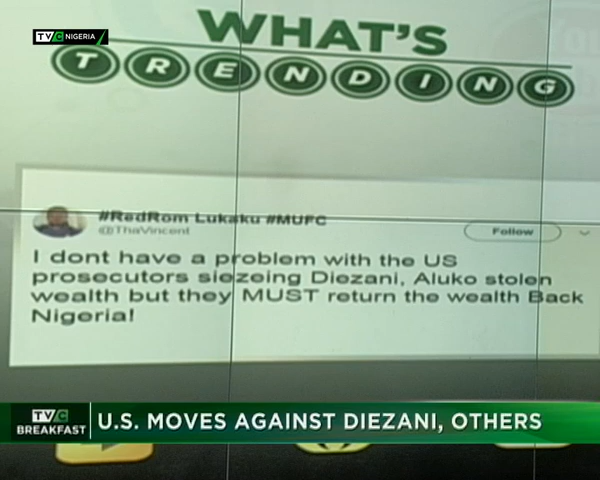 TVC NIGERIA
WHAT'S
TRENDING
#RedRom Lukaku #MUFC
@ThaVincent
Follow
I dont have a problem with the US
prosecutors siezeing Diezani, Aluko stolen
wealth but they MUST return the wealth Back
Nigeria!
TVC
BREAKFAST
U.S. MOVES AGAINST DIEZANI, OTHERS